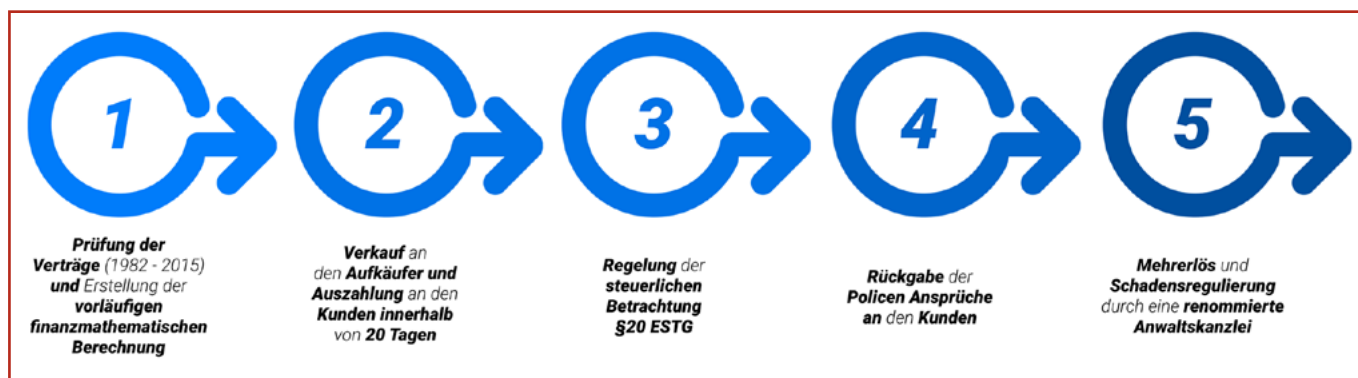 1
Prüfung der
Verträge (1982 - 2015)
und Erstellung der
vorläufigen
finanzmathematischen
Berechnung
2
Verkauf an
den Aufkäufer und
Auszahlung an den
Kunden innerhalb
von 20 Tagen
3
Regelung der
steuerlichen
Betrachtung
§20 ESTG
4
Rückgabe der
Policen Ansprüche
an den Kunden
5
Mehrerlös und
Schadensregulierung
durch eine renommierte
Anwaltskanzlei